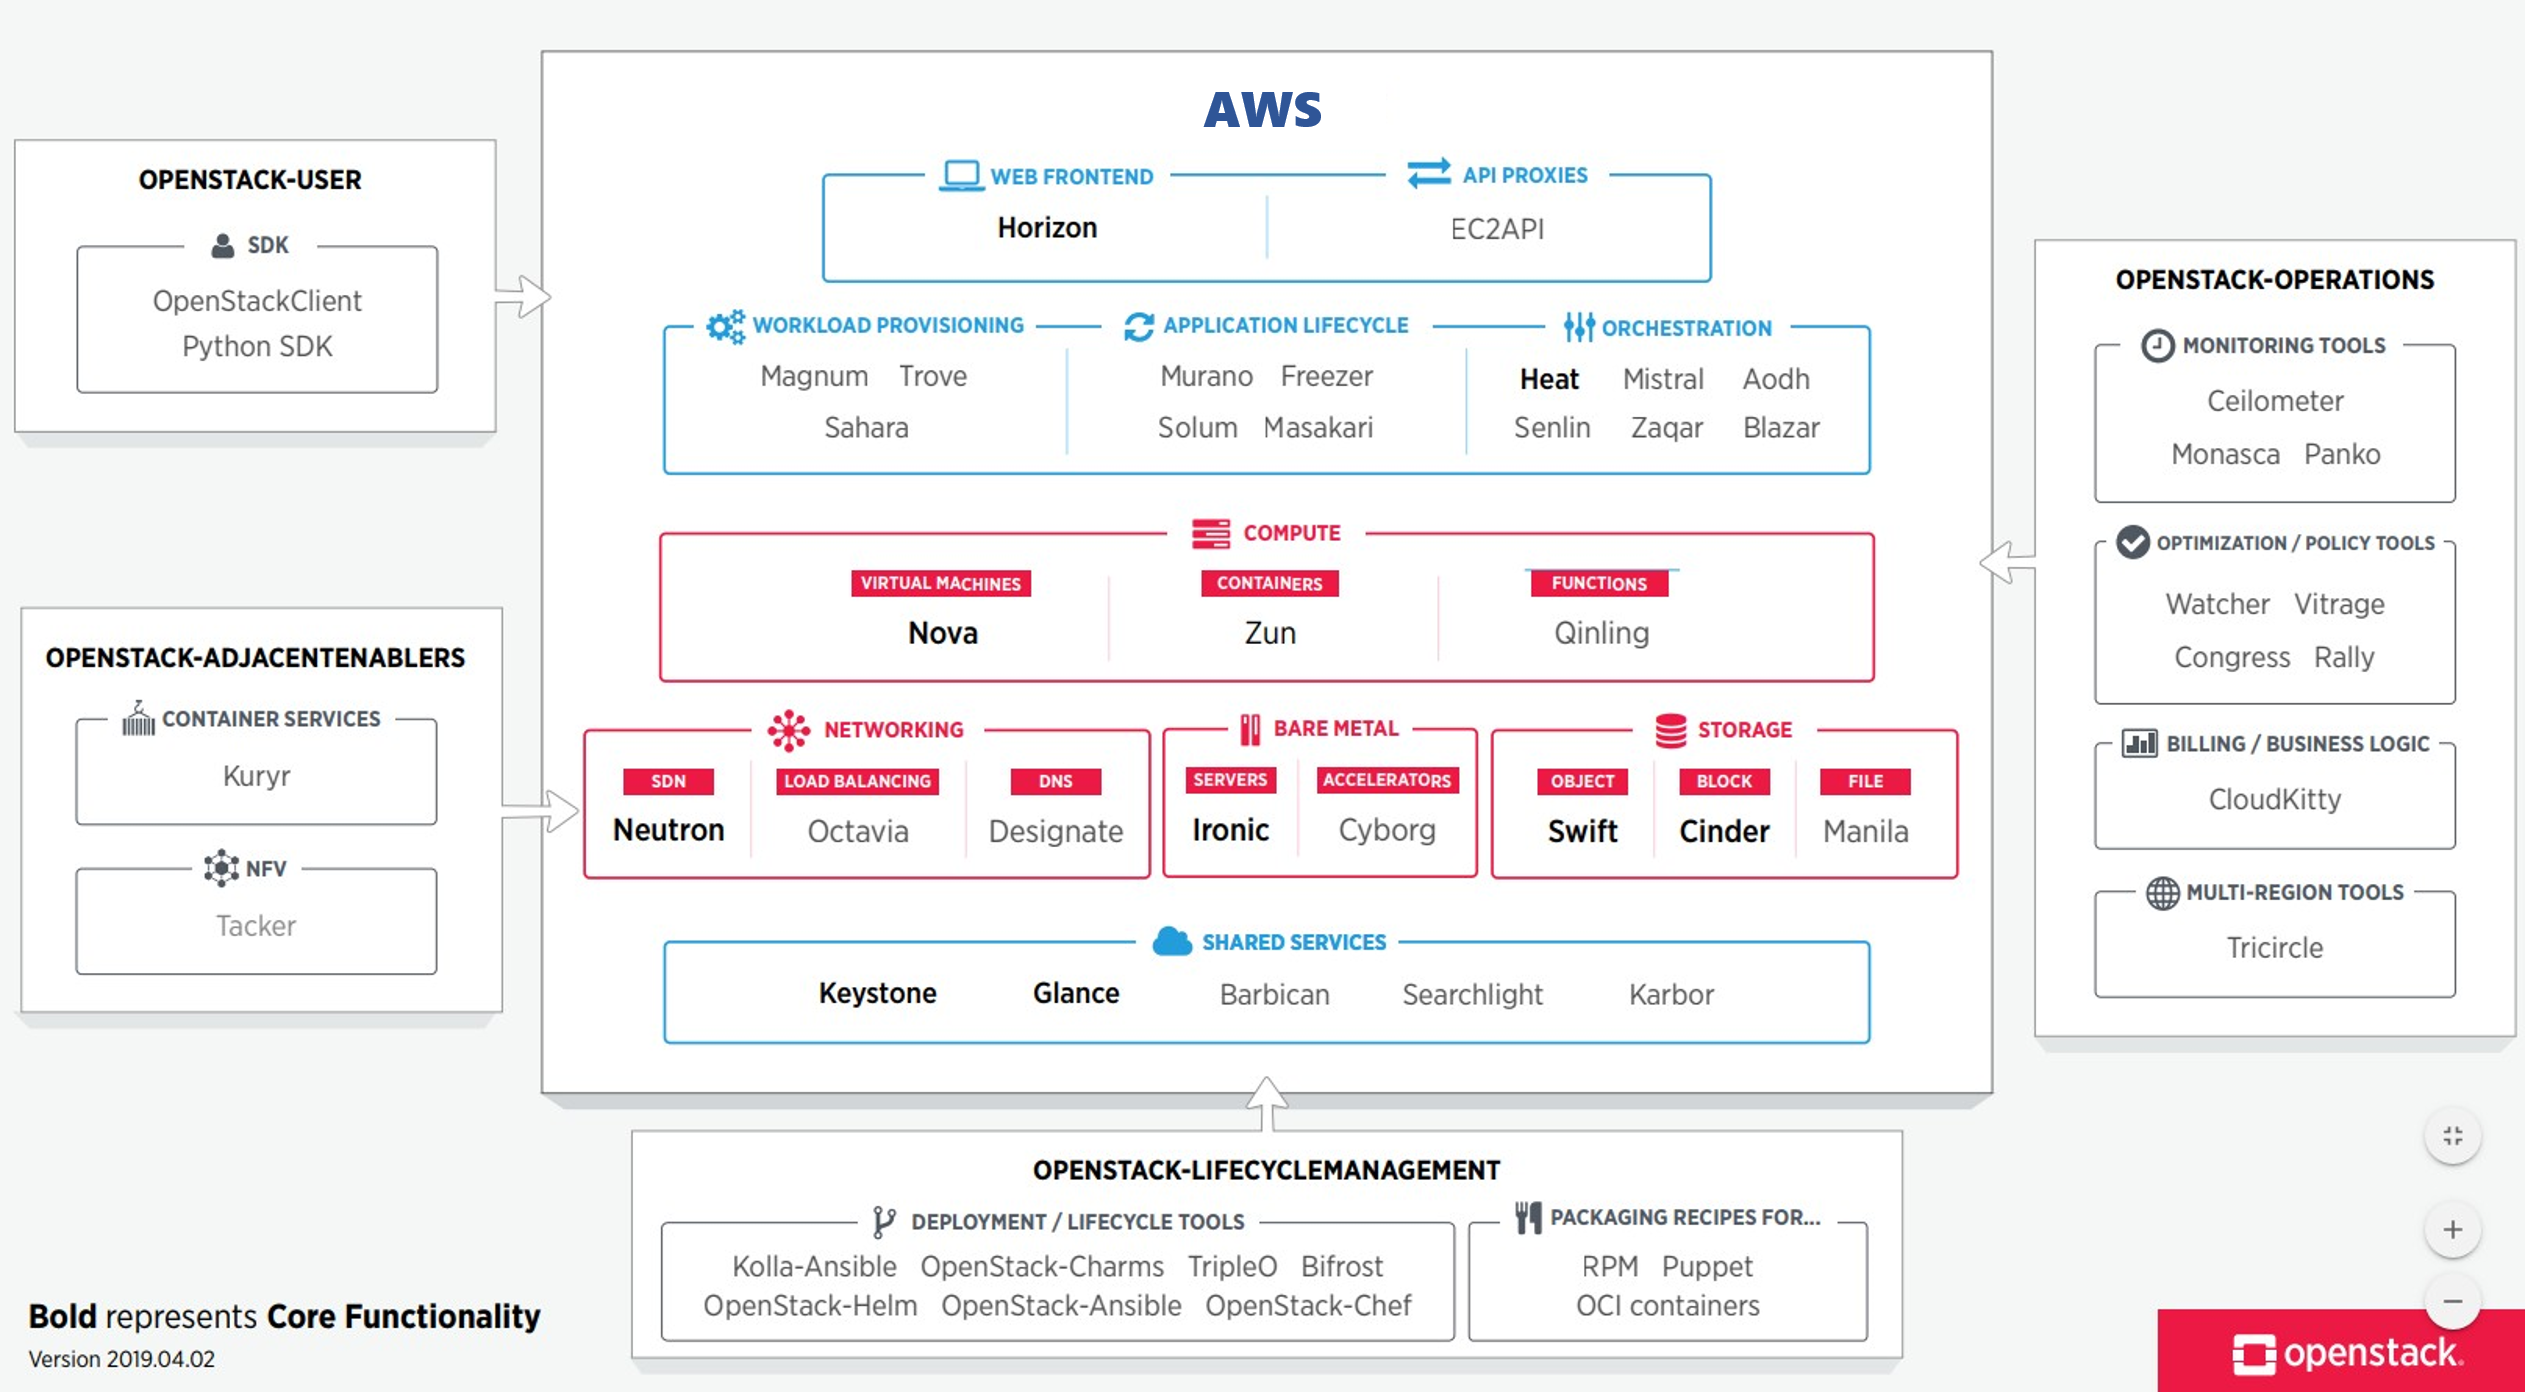 AWS
WEB FRONTEND
Horizon
API PROXIES
EC2API
WORKLOAD PROVISIONING
Magnum Trove
Sahara
APPLICATION LIFECYCLE
Murano Freezer
Solum Masakari
ORCHESTRATION
Heat Mistral Aodh
Senlin Zaqar Blazar
COMPUTE
VIRTUAL MACHINES
Nova
CONTAINERS
Zun
FUNCTIONS
Qinling
NETWORKING
SDN
Neutron
LOAD BALANCING
Octavia
DNS
Designate
BARE METAL
SERVERS
Ironic
ACCELERATORS
Cyborg
STORAGE
OBJECT
Swift
BLOCK
Cinder
FILE
Manila
SHARED SERVICES
Keystone Glance Barbican Searchlight Karbor
OPENSTACK-USER
SDK
OpenStackClient
Python SDK
OPENSTACK-ADJACENTENABLERS
CONTAINER SERVICES
Kuryr
NFV
Tacker
OPENSTACK-OPERATIONS
MONITORING TOOLS
Ceilometer
Monasca Panko
OPTIMIZATION / POLICY TOOLS
Watcher Vitrage
Congress Rally
BILLING / BUSINESS LOGIC
CloudKitty
MULTI-REGION TOOLS
Tricircle
OPENSTACK-LIFECYCLEMANAGEMENT
DEPLOYMENT / LIFECYCLE TOOLS
Kolla-Ansible OpenStack-Charms TripleO Bifrost
OpenStack-Helm OpenStack-Ansible OpenStack-Chef
PACKAGING RECIPES FOR...
RPM Puppet
OCI containers
Bold represents Core Functionality
Version 2019.04.02
openstack.